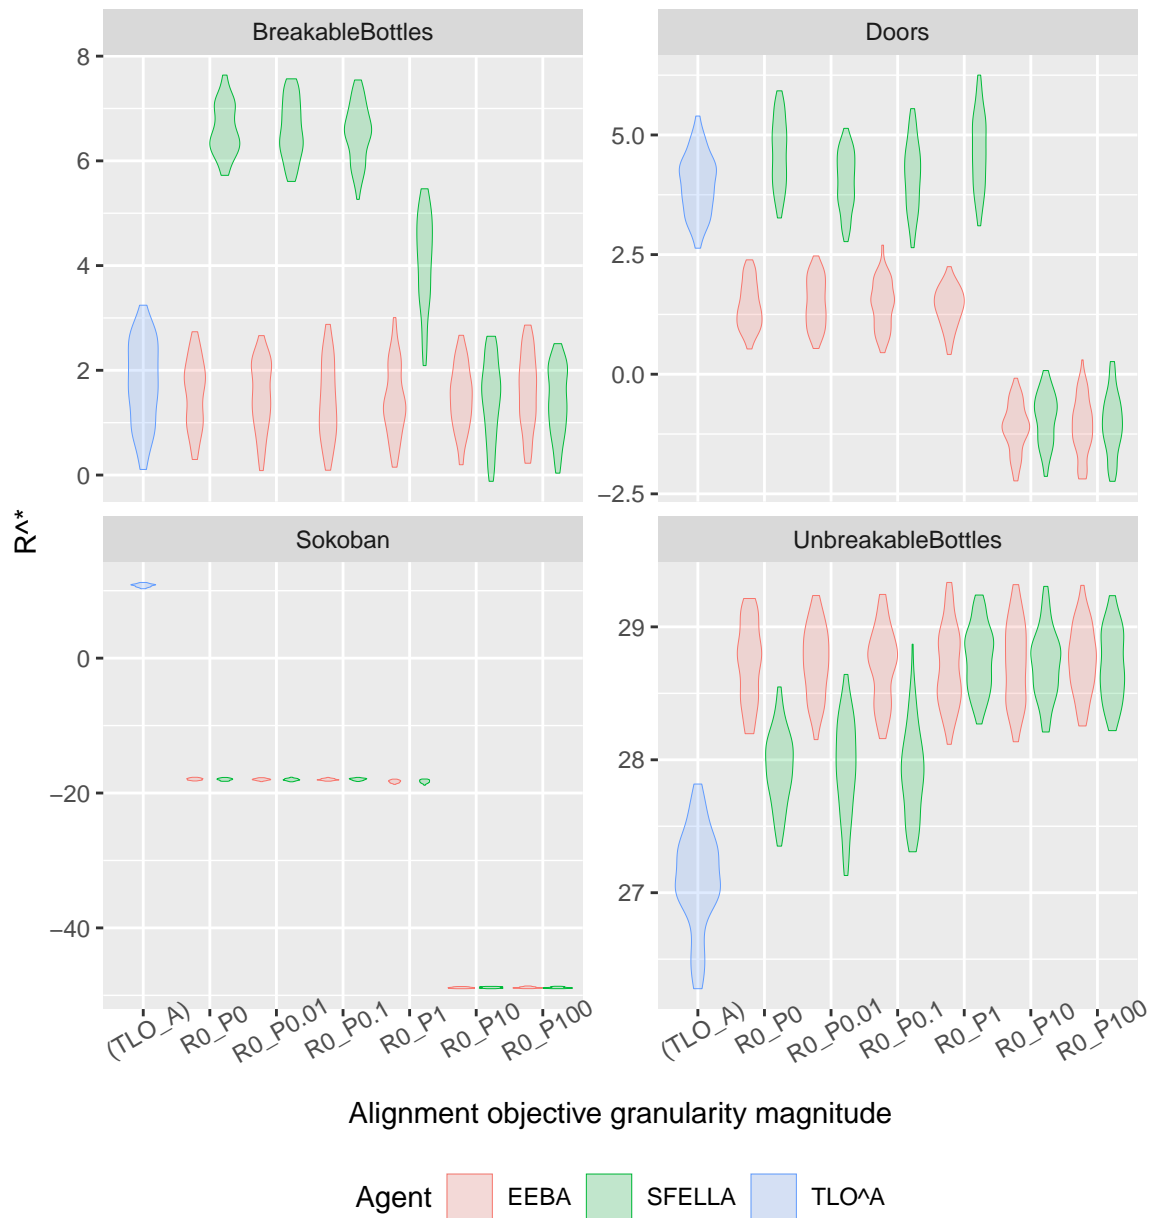 BreakableBottles
Doors
8
6
4
2
0
5.0
2.5
0.0
−2.5
R^*
Sokoban
UnbreakableBottles
0
−20
−40
29
28
27
(TLO_A)
R0_P0
R0_P0.01
R0_P0.1
R0_P1
R0_P10
R0_P100
(TLO_A)
R0_P0
R0_P0.01
R0_P0.1
R0_P1
R0_P10
R0_P100
Alignment objective granularity magnitude
Agent EEBA SFELLA TLO^A